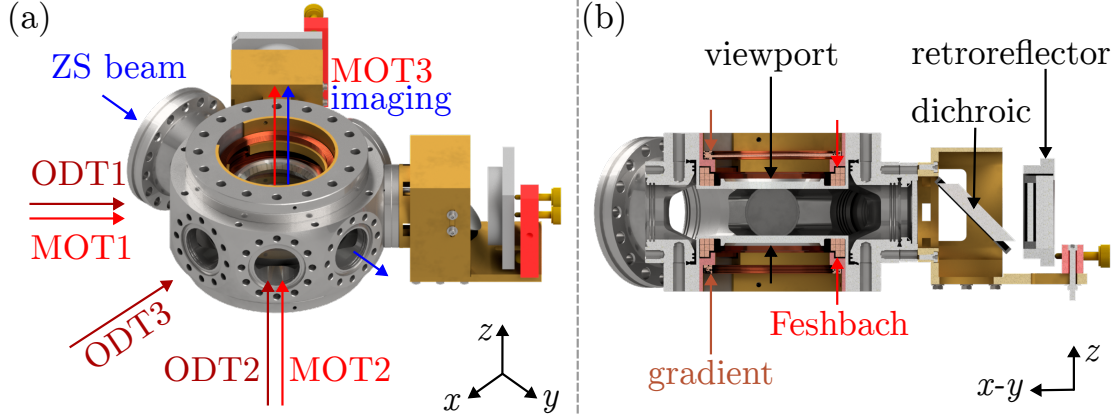 (a)
ZS beam
MOT3
imaging
ODT1
MOT1
ODT3
ODT2
MOT2
z
x
y
(b)
viewport
retroreflector
dichroic
Feshbach
gradient
z
x-y